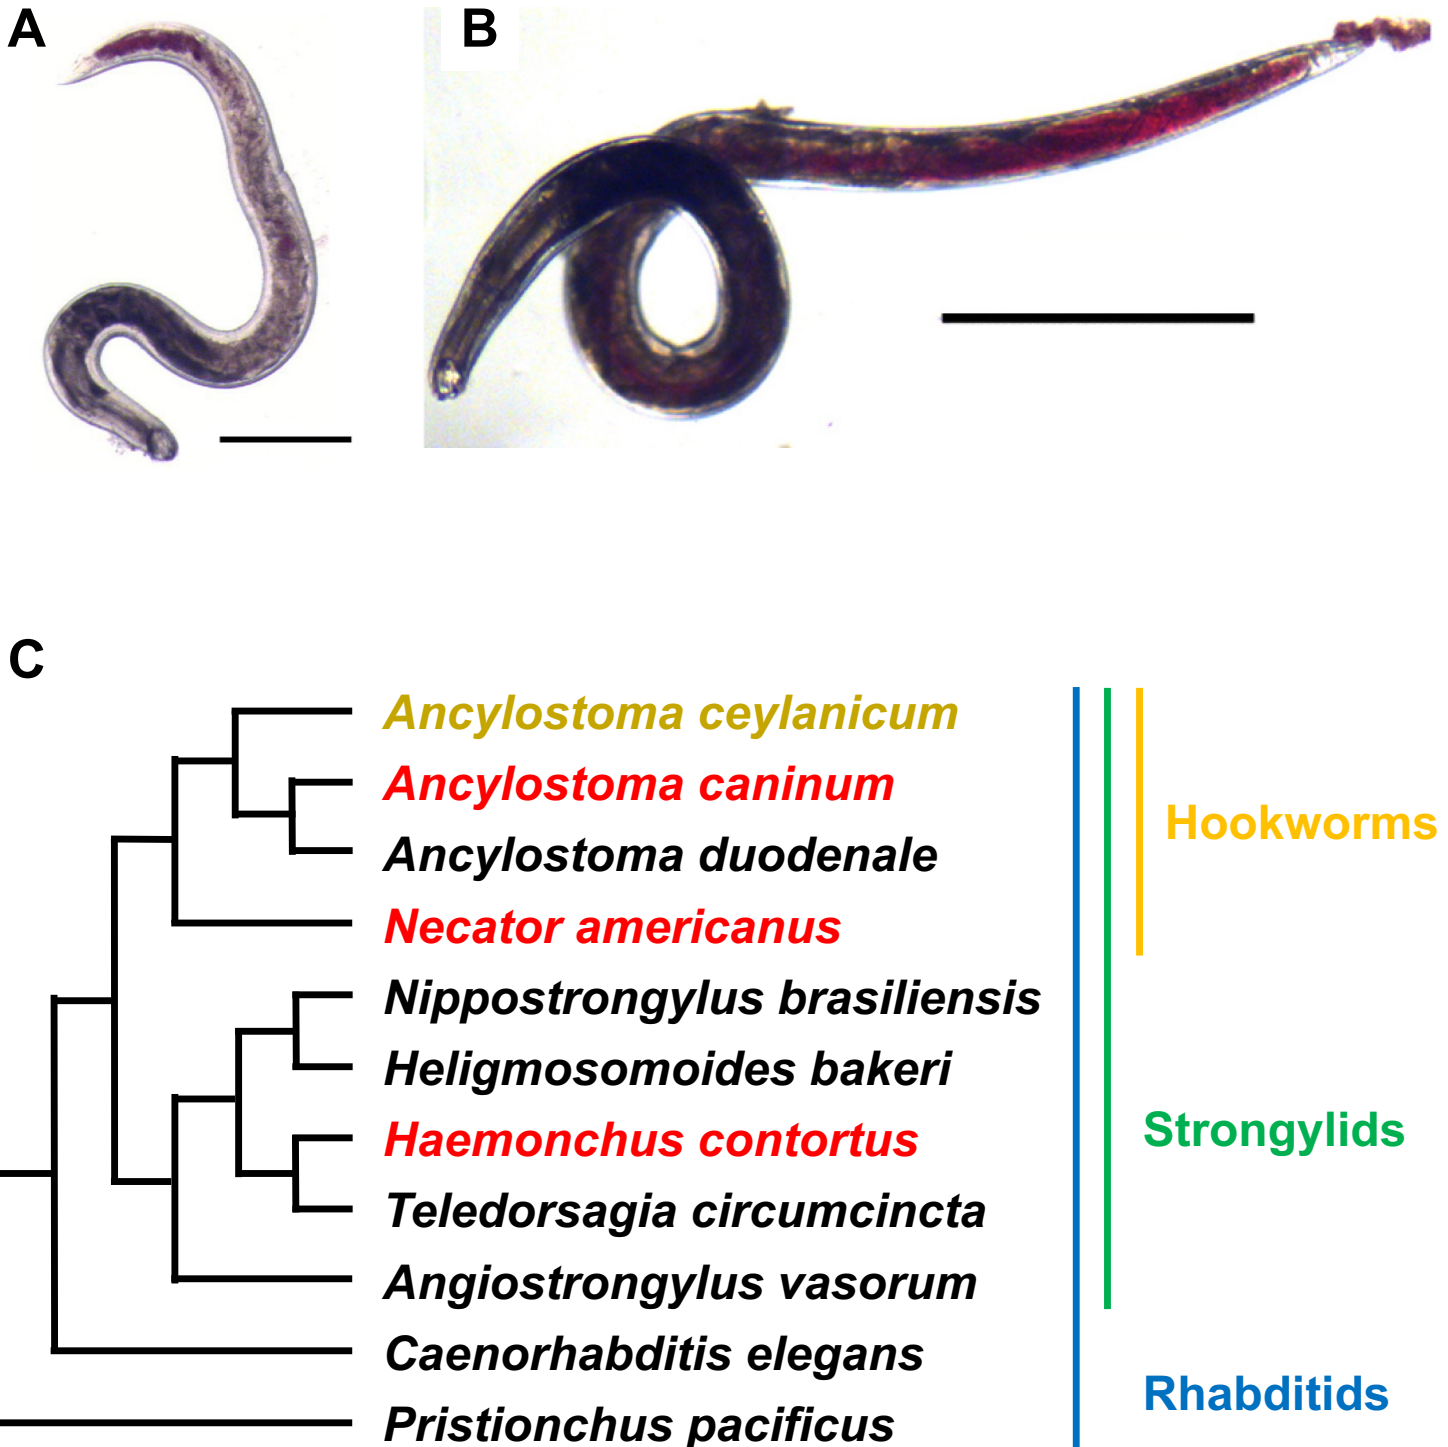 A
B
C
Ancylostoma ceylanicum
Ancylostoma caninum
Hookworms
Ancylostoma duodenale
Necator americanus
Nippostrongylus brasiliensis
Heligmosomoides bakeri
Strongylids
Haemonchus contortus
Teledorsagia circumcincta
Angiostrongylus vasorum
Caenorhabditis elegans
Rhabditids
Pristionchus pacificus